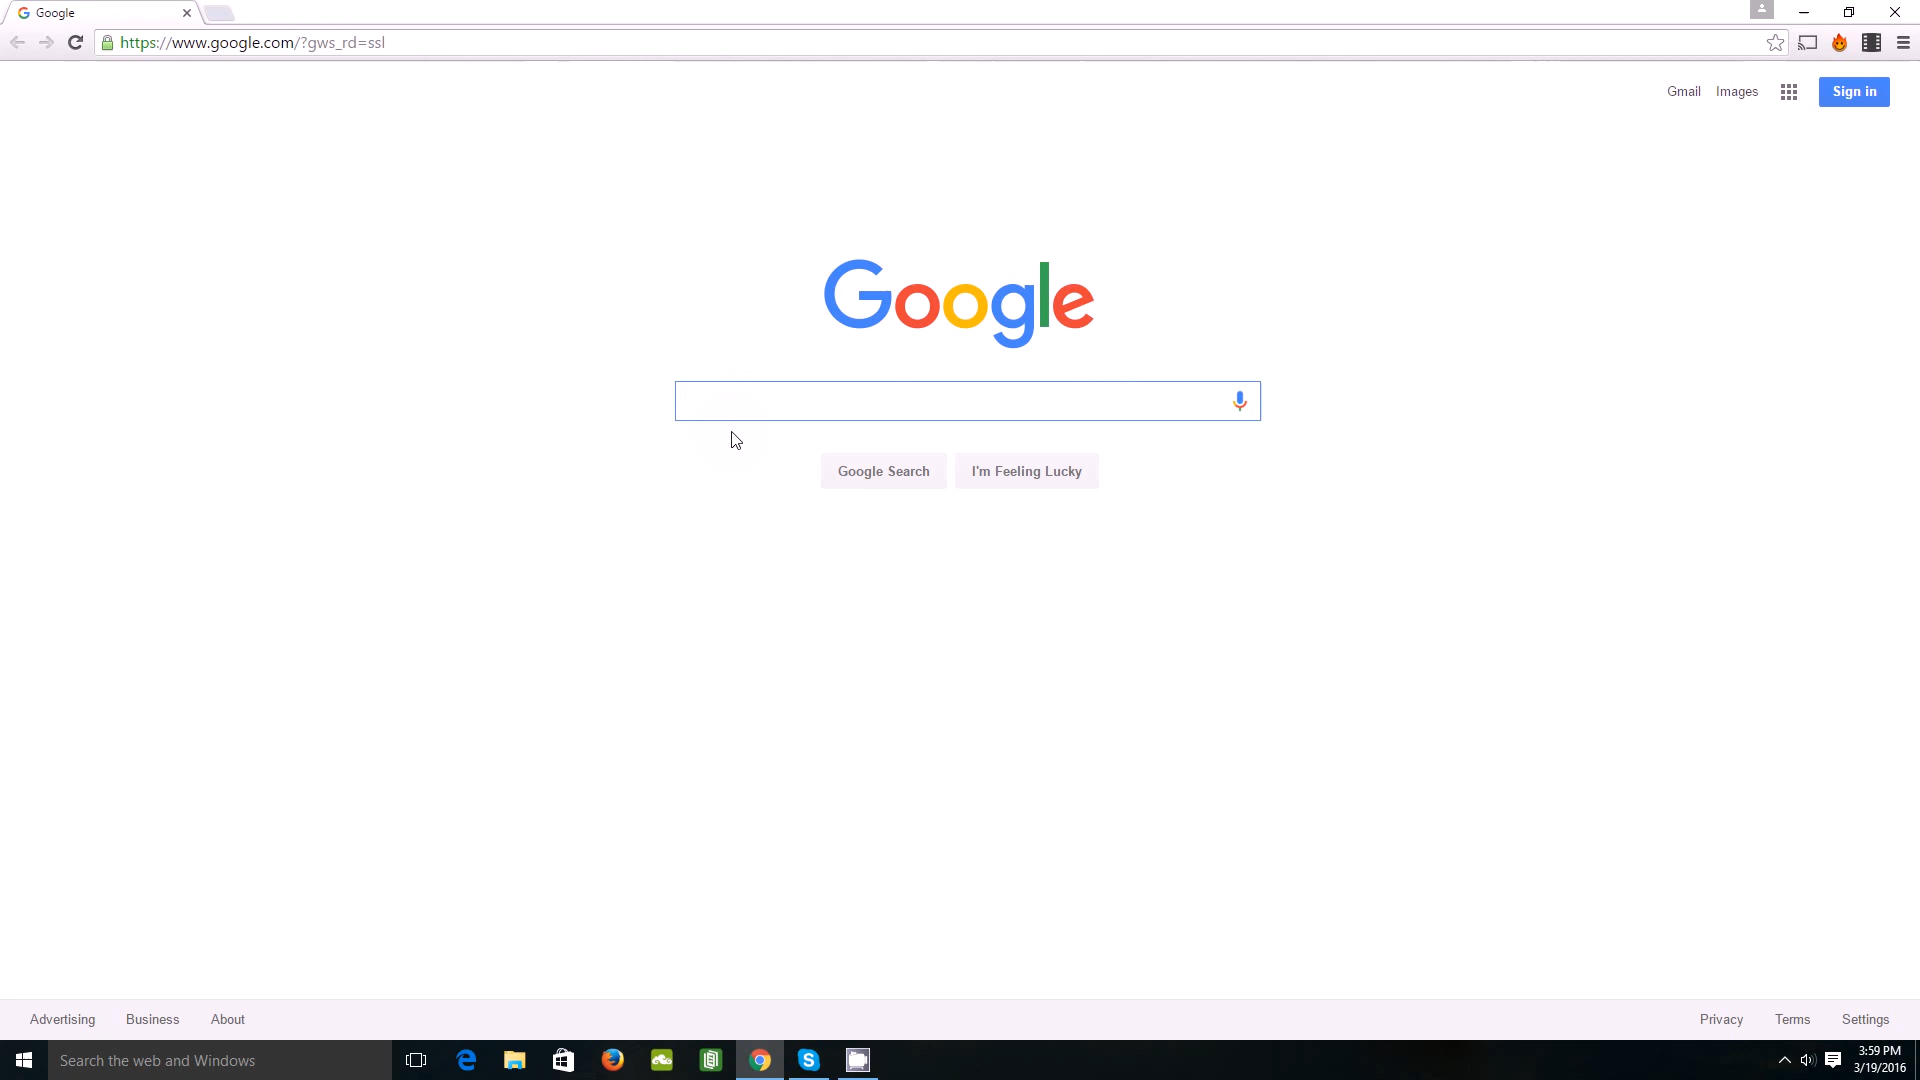 Google
https://www.google.com/?gws_rd=ssl
Gmail Images Sign in
Google
Google Search I'm Feeling Lucky
Advertising Business About Privacy Terms Settings
Search the web and Windows
3:59 PM
3/19/2016